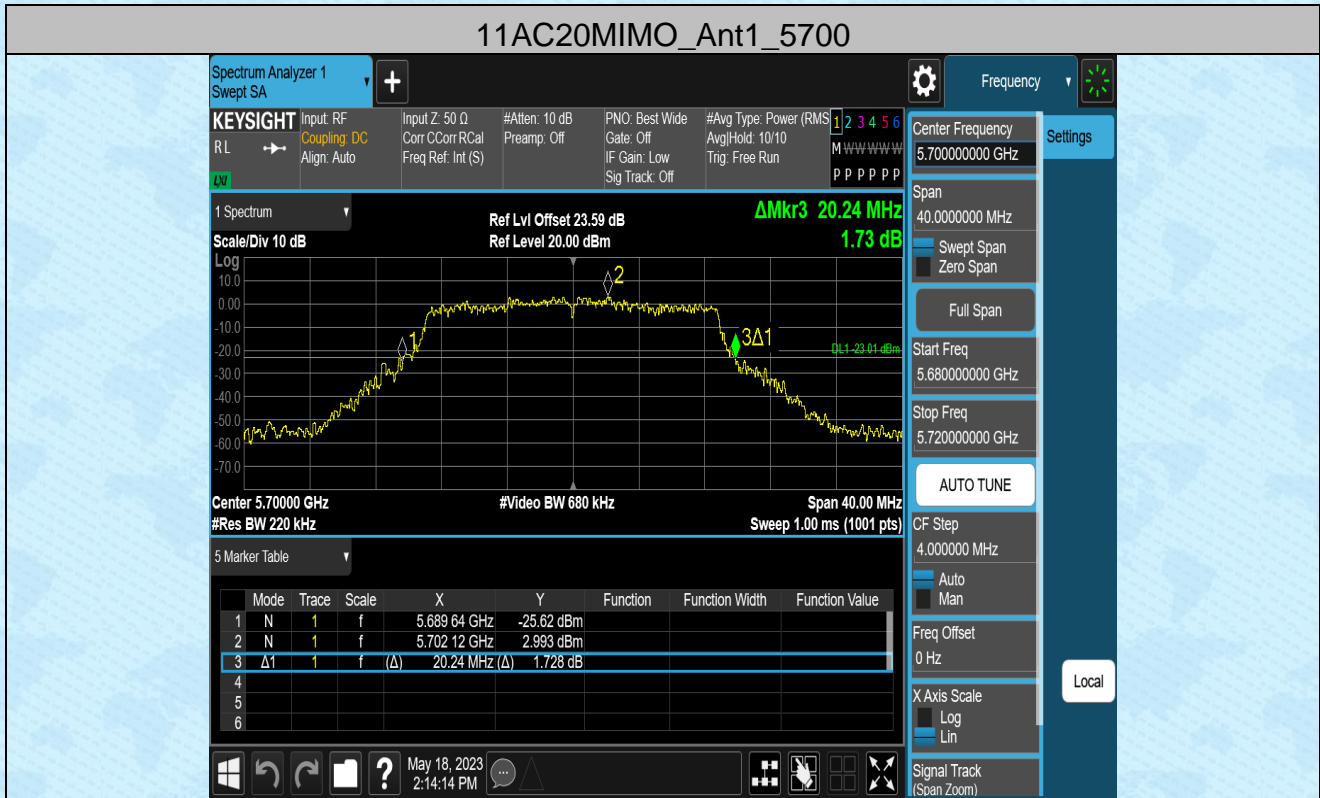 11AC20MIMO_Ant1_5700
Spectrum Analyzer 1
Swept SA
+
Frequency
KEYSIGHT
RL
LXI
Input: RF
Coupling: DC
Align: Auto
Input Z: 50 Ω
Corr CCorr RCal
Freq Ref: Int (S)
#Atten: 10 dB
Preamp: Off
PNO: Best Wide
Gate: Off
IF Gain: Low
Sig Track: Off
#Avg Type: Power (RMS
Avg|Hold: 10/10
Trig: Free Run
1 2 3 4 5 6
M W W W W W
P P P P P P
1 Spectrum
Scale/Div 10 dB
Ref Lvl Offset 23.59 dB
Ref Level 20.00 dBm
ΔMkr3 20.24 MHz
1.73 dB
Log
10.0
0.00
-10.0
-20.0
-30.0
-40.0
-50.0
-60.0
-70.0
1
2
3Δ1
DL1 -23.01 dBm
Center 5.70000 GHz
#Video BW 680 kHz
Span 40.00 MHz
#Res BW 220 kHz
Sweep 1.00 ms (1001 pts)
5 Marker Table
Mode Trace Scale X Y Function Function Width Function Value
1 N 1 f 5.689 64 GHz -25.62 dBm
2 N 1 f 5.702 12 GHz 2.993 dBm
3 Δ1 1 f (Δ) 20.24 MHz (Δ) 1.728 dB
4
5
6
?
May 18, 2023
2:14:14 PM
Center Frequency
5.700000000 GHz
Span
40.0000000 MHz
Swept Span
Zero Span
Full Span
Start Freq
5.680000000 GHz
Stop Freq
5.720000000 GHz
AUTO TUNE
CF Step
4.000000 MHz
Auto
Man
Freq Offset
0 Hz
X Axis Scale
Log
Lin
Signal Track
(Span Zoom)
Settings
Local